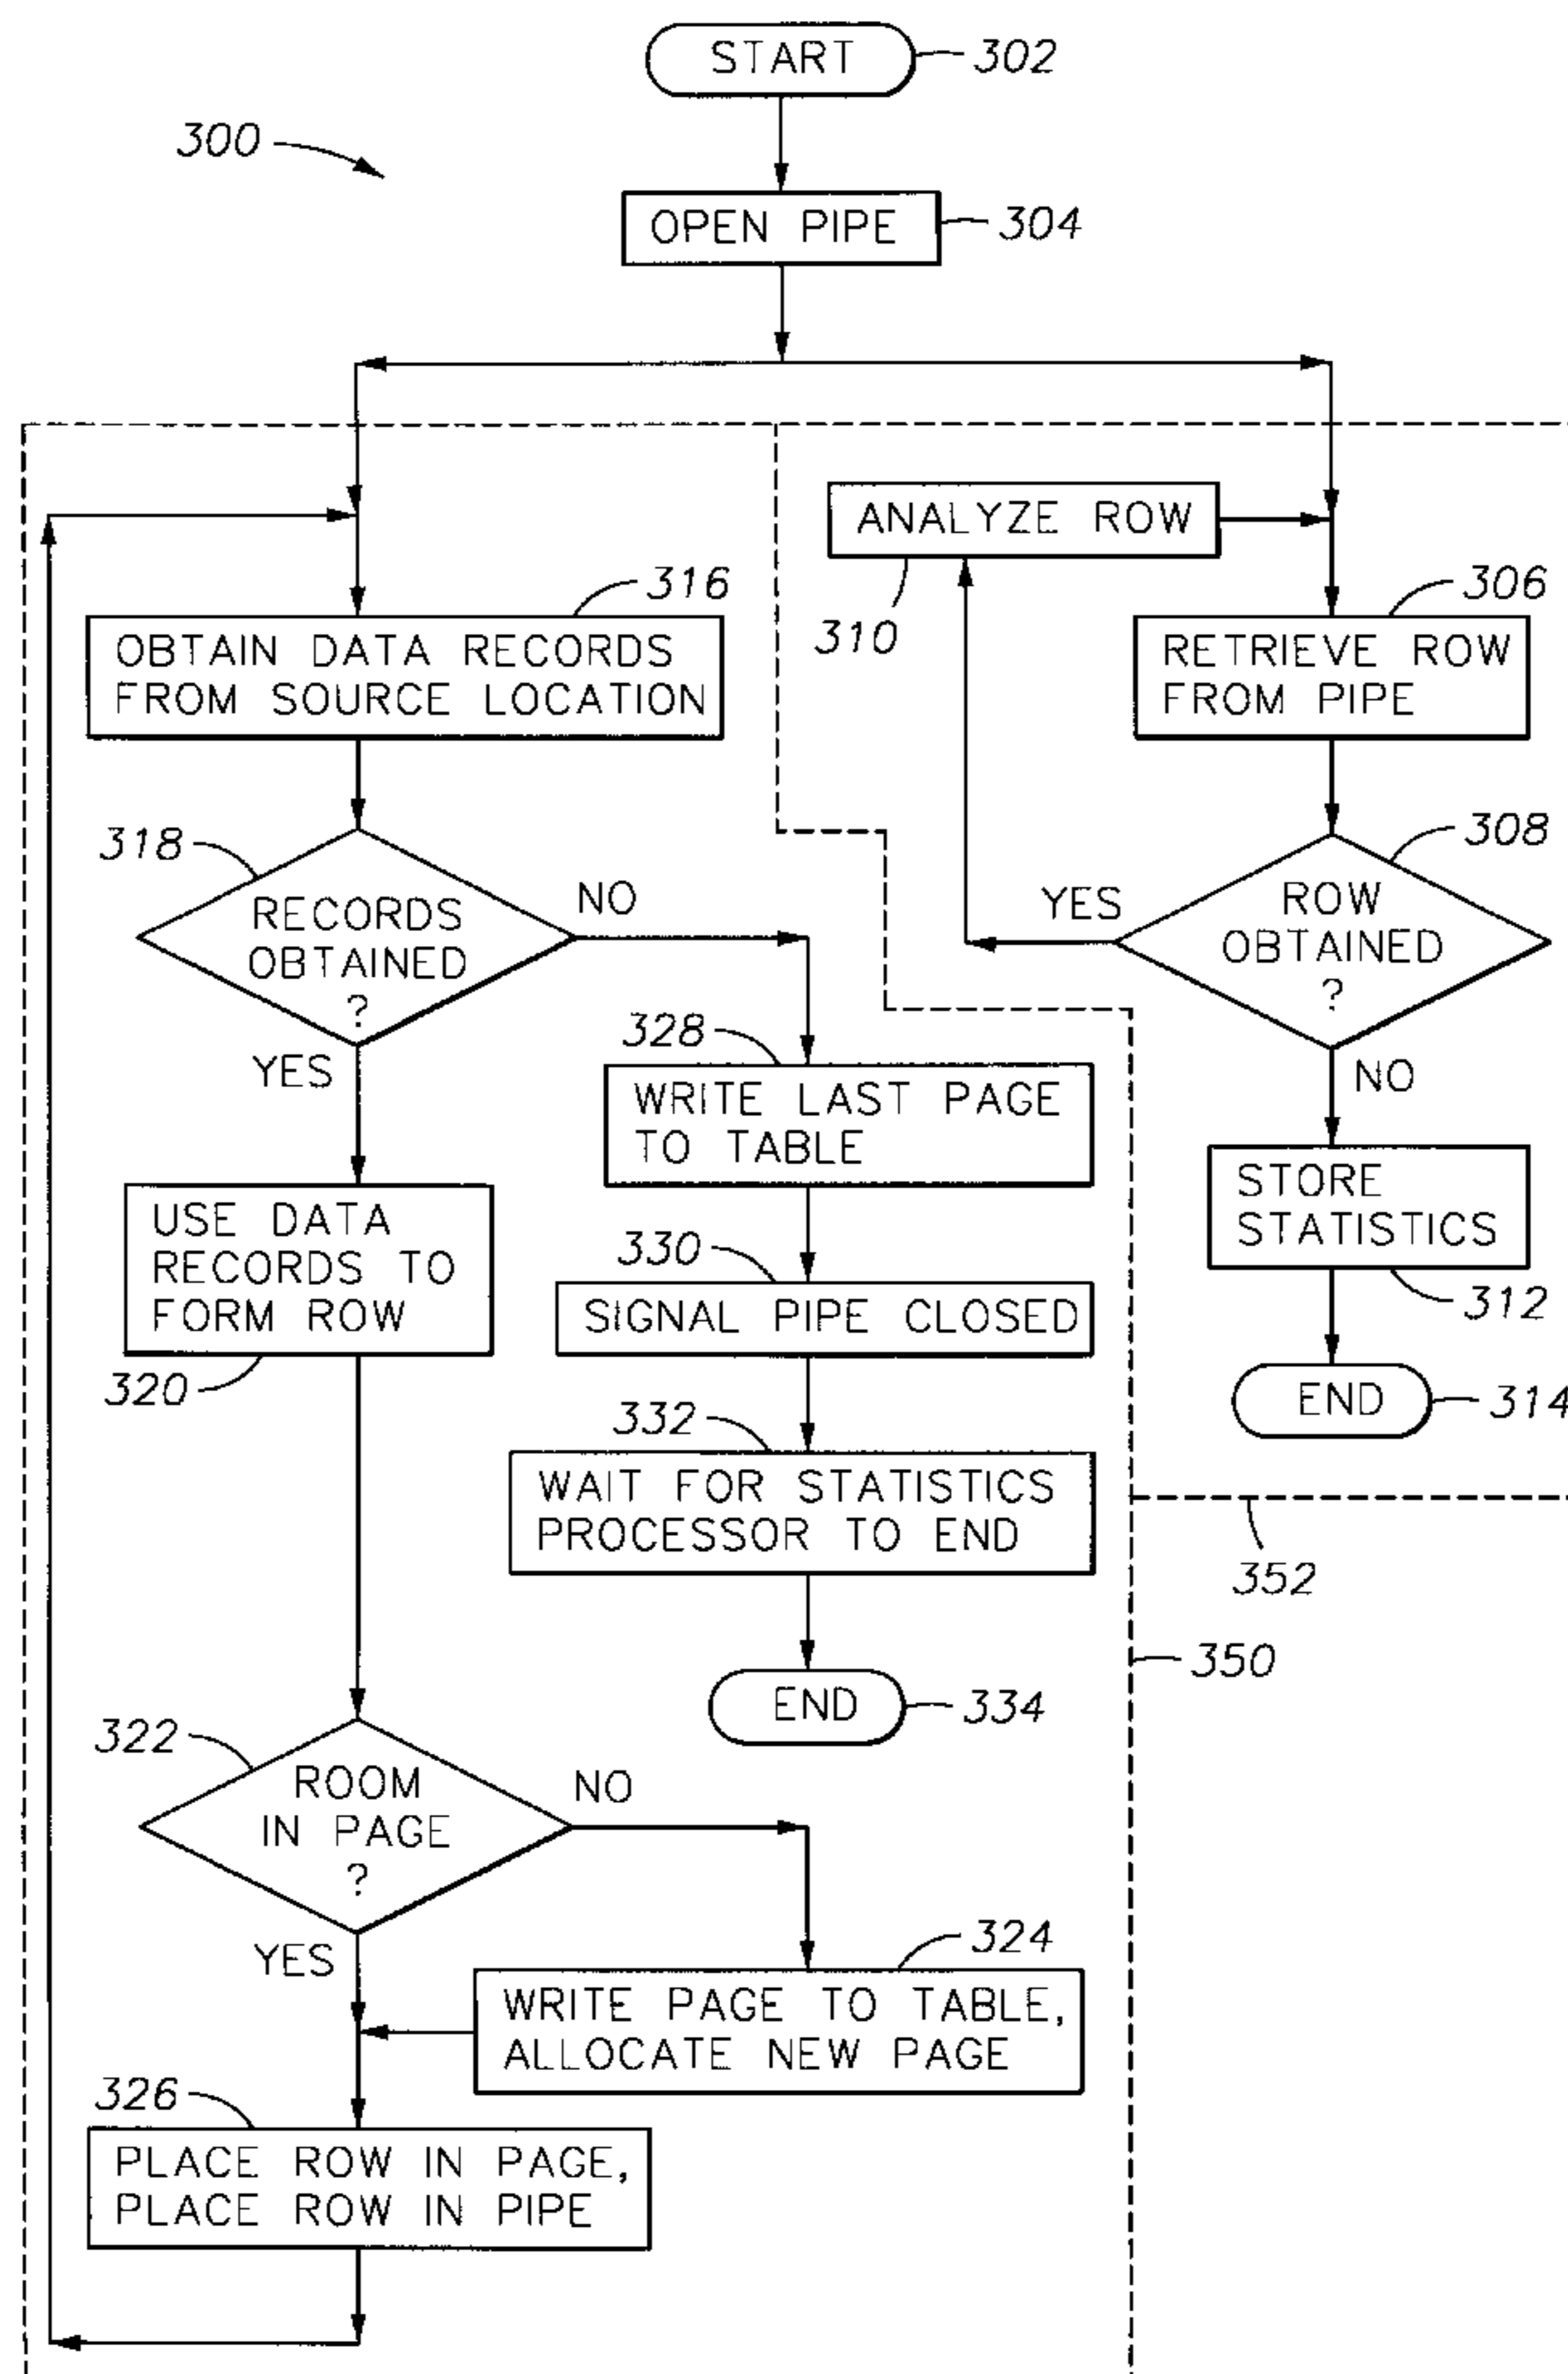 START
302
300
OPEN PIPE
304
ANALYZE ROW
310
316
OBTAIN DATA RECORDS
FROM SOURCE LOCATION
306
RETRIEVE ROW
FROM PIPE
318
RECORDS
OBTAINED
?
NO
YES
308
ROW
OBTAINED
?
YES
NO
328
WRITE LAST PAGE
TO TABLE
STORE
STATISTICS
312
USE DATA
RECORDS TO
FORM ROW
320
330
SIGNAL PIPE CLOSED
END
314
332
WAIT FOR STATISTICS
PROCESSOR TO END
352
350
END
334
322
ROOM
IN PAGE
?
NO
YES
324
WRITE PAGE TO TABLE,
ALLOCATE NEW PAGE
326
PLACE ROW IN PAGE,
PLACE ROW IN PIPE